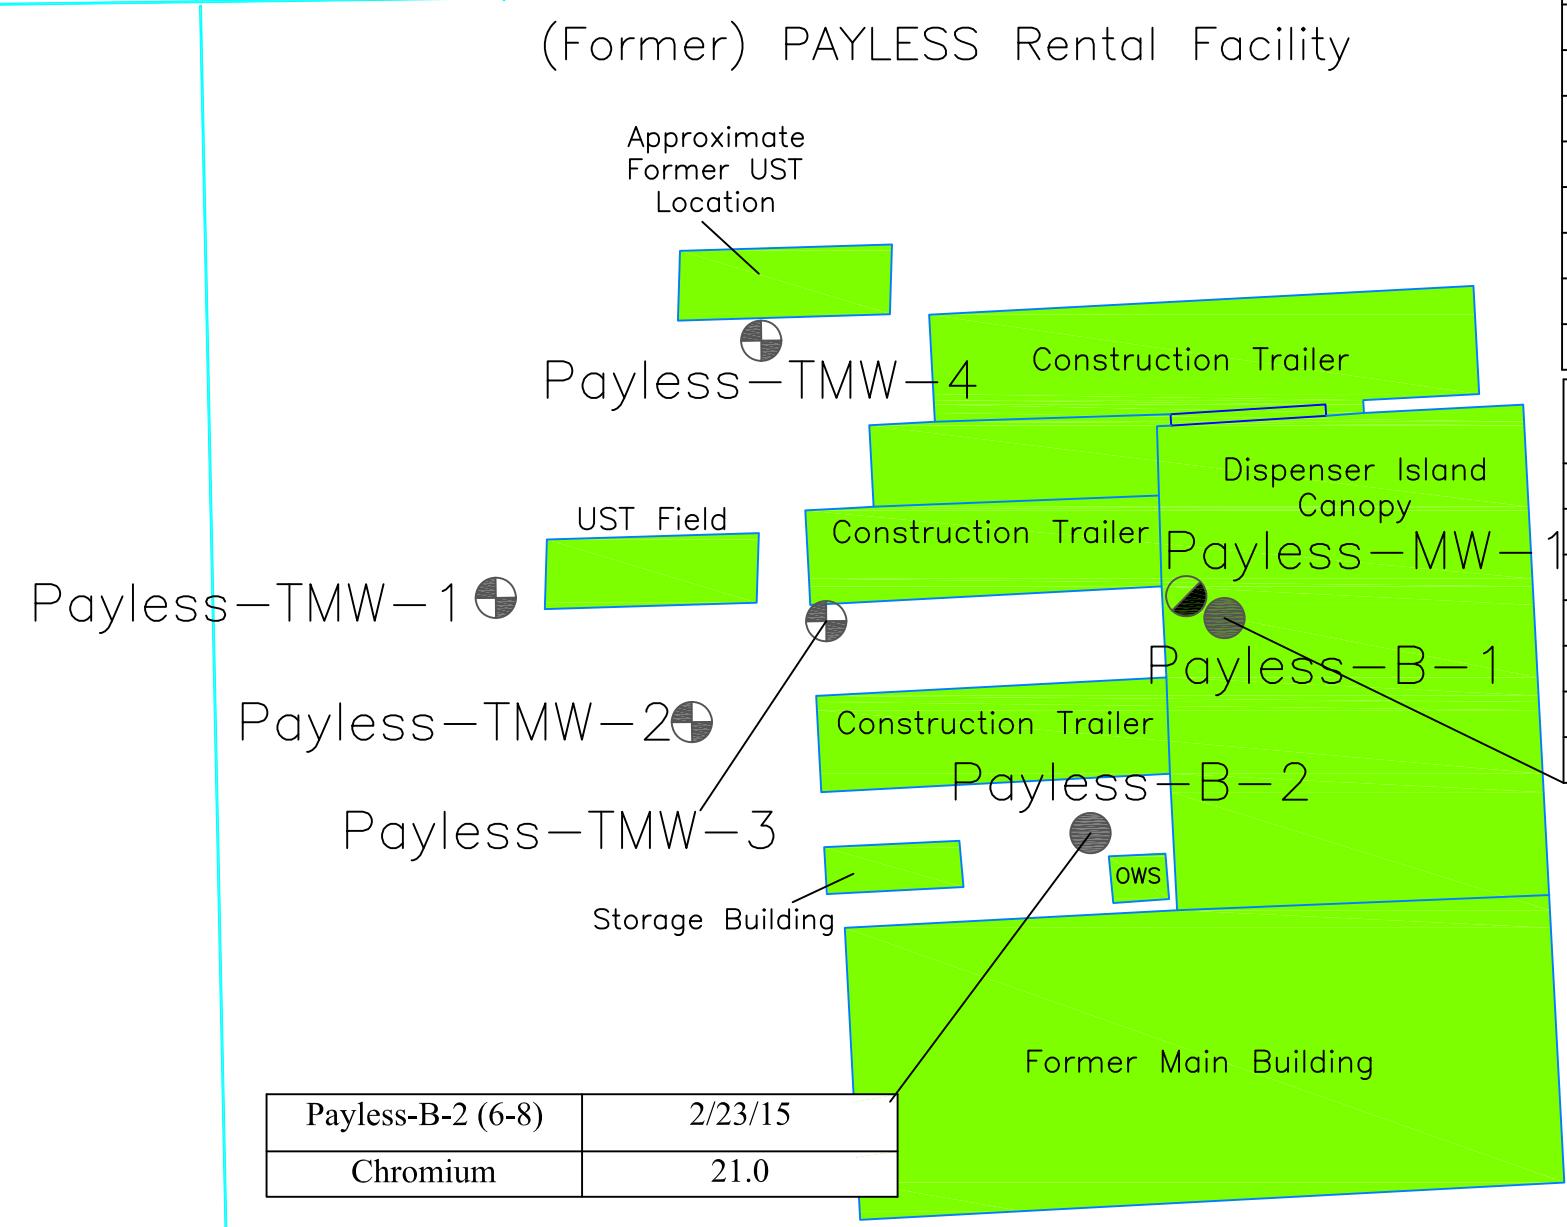 (Former) PAYLESS Rental Facility
Approximate
Former UST
Location
Payless-TMW-4
Construction Trailer
Dispenser Island
Canopy
UST Field
Construction Trailer
Payless-MW-1
Payless-TMW-1
Payless-B-1
Payless-TMW-2
Construction Trailer
Payless-B-2
Payless-TMW-3
OWS
Storage Building
Former Main Building
Payless-B-2 (6-8) 2/23/15
Chromium 21.0